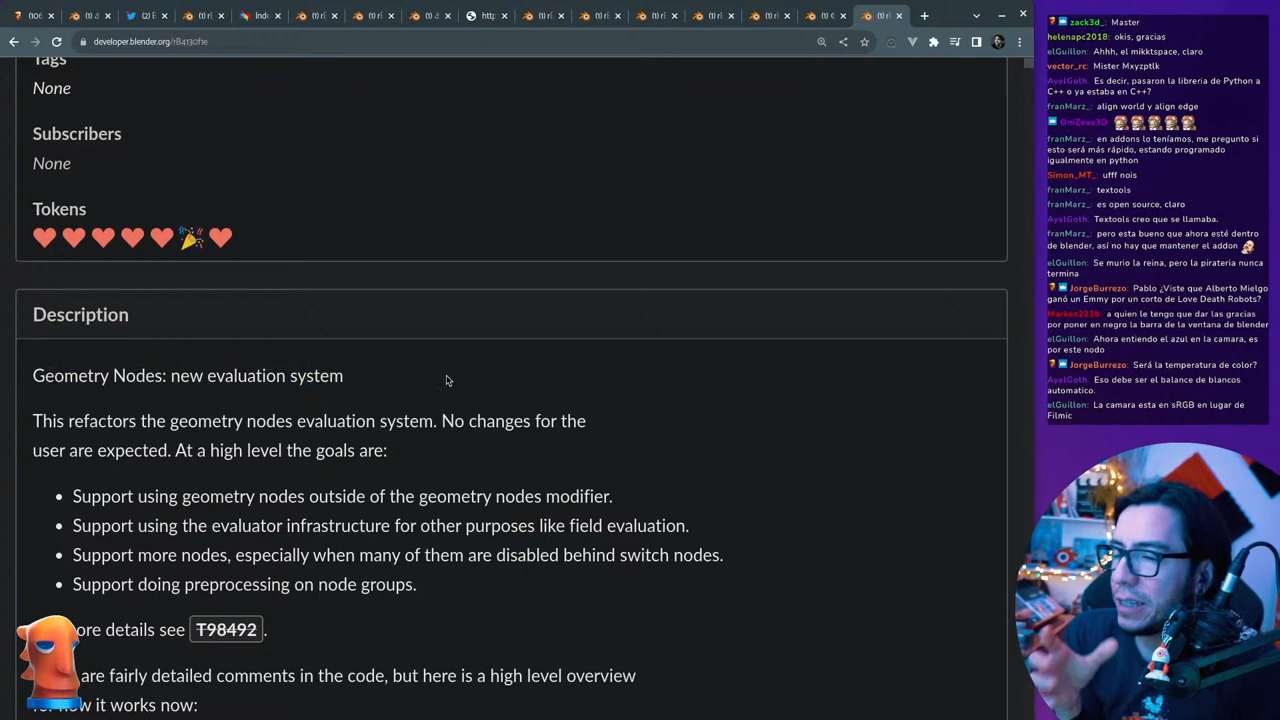 developer.blender.org/rB4130f1e
Tags
None
Subscribers
None
Tokens
Description
Geometry Nodes: new evaluation system
This refactors the geometry nodes evaluation system. No changes for the
user are expected. At a high level the goals are:
• Support using geometry nodes outside of the geometry nodes modifier.
• Support using the evaluator infrastructure for other purposes like field evaluation.
• Support more nodes, especially when many of them are disabled behind switch nodes.
• Support doing preprocessing on node groups.
ore details see T98492.
are fairly detailed comments in the code, but here is a high level overview
how it works now:
zack3d_: Master
helenapc2018: okis, gracias
elGuillon: Ahhh, el mikktspace, claro
vector_rc: Mister Mxyzptlk
AyelGoth: Es decir, pasaron la libreria de Python a
C++ o ya estaba en C++?
franMarz_: align world y align edge
OniZeus3D:
franMarz_: en addons lo teníamos, me pregunto si
esto será más rápido, estando programado
igualmente en python
Simon_MT_: ufff nois
franMarz_: textools
franMarz_: es open source, claro
AyelGoth: Textools creo que se llamaba.
franMarz_: pero esta bueno que ahora esté dentro
de blender, así no hay que mantener el addon
elGuillon: Se murio la reina, pero la pirateria nunca
termina
JorgeBurrezo: Pablo ¿Viste que Alberto Mielgo
ganó un Emmy por un corto de Love Death Robots?
Markos221b: a quien le tengo que dar las gracias
por poner en negro la barra de la ventana de blender
elGuillon: Ahora entiendo el azul en la camara, es
por este nodo
JorgeBurrezo: Será la temperatura de color?
AyelGoth: Eso debe ser el balance de blancos
automatico.
elGuillon: La camara esta en sRGB en lugar de
Filmic